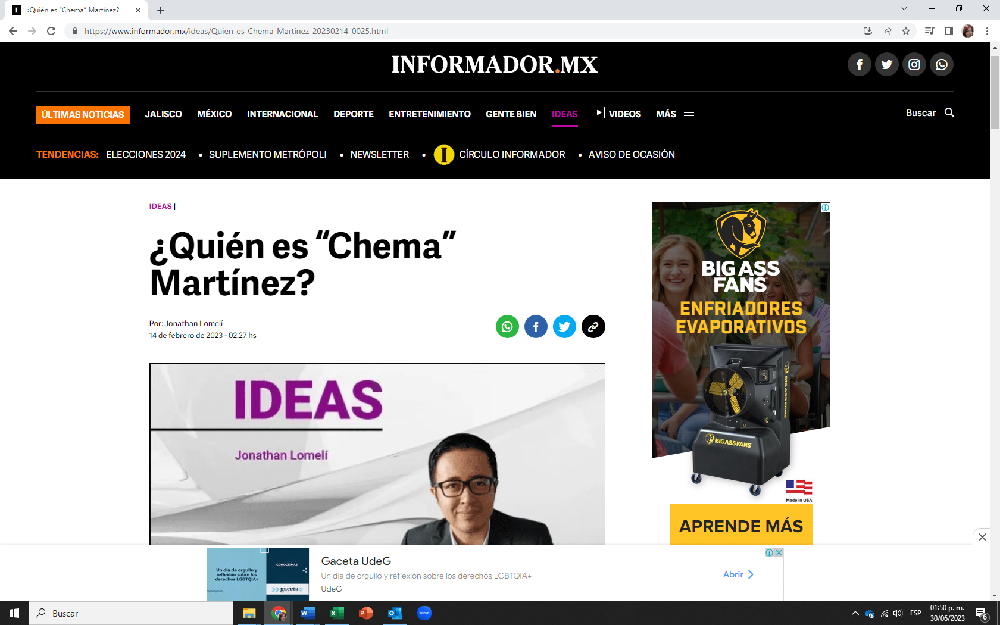 ¿Quién es “Chema” Martínez?
https://www.informador.mx/ideas/Quien-es-Chema-Martinez-20230214-0025.html
INFORMADOR.MX
ÚLTIMAS NOTICIAS JALISCO MÉXICO INTERNACIONAL DEPORTE ENTRETENIMIENTO GENTE BIEN IDEAS VIDEOS MÁS
Buscar
TENDENCIAS: ELECCIONES 2024 • SUPLEMENTO METRÓPOLI • NEWSLETTER • I CÍRCULO INFORMADOR • AVISO DE OCASIÓN
IDEAS |
¿Quién es “Chema”
Martínez?
Por: Jonathan Lomelí
14 de febrero de 2023 - 02:27 hs
IDEAS
Jonathan Lomelí
BIG ASS
FANS
ENFRIADORES
EVAPORATIVOS
BIG ASS FANS
BIGASSFANS
Made in USA
APRENDE MÁS
Un día de orgullo y
reflexión sobre los
derechos LGBTQIA+
CONOCE MÁS
gaceta
Gaceta UdeG
Un día de orgullo y reflexión sobre los derechos LGBTQIA+
UdeG
Abrir
Buscar
zoom
ESP
01:50 p. m.
30/06/2023
6